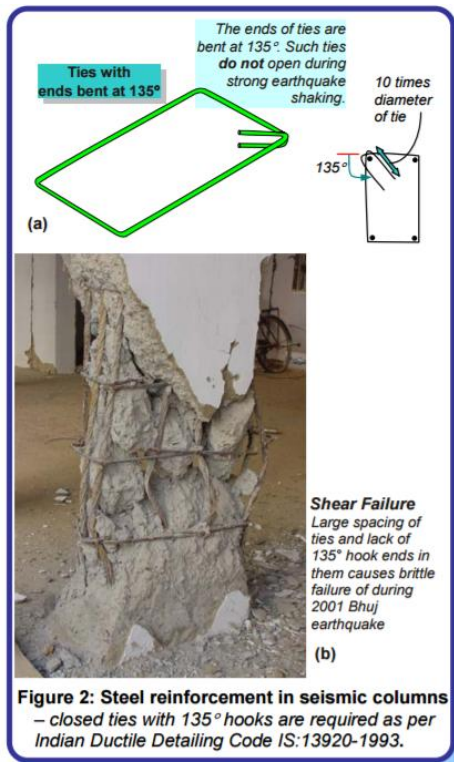 The ends of ties are
bent at 135°. Such ties
do not open during
strong earthquake
shaking.
Ties with
ends bent at 135°
10 times
diameter
of tie
135°
(a)
Shear Failure
Large spacing of
ties and lack of
135° hook ends in
them causes brittle
failure of during
2001 Bhuj
earthquake
(b)
Figure 2: Steel reinforcement in seismic columns
– closed ties with 135° hooks are required as per
Indian Ductile Detailing Code IS:13920-1993.